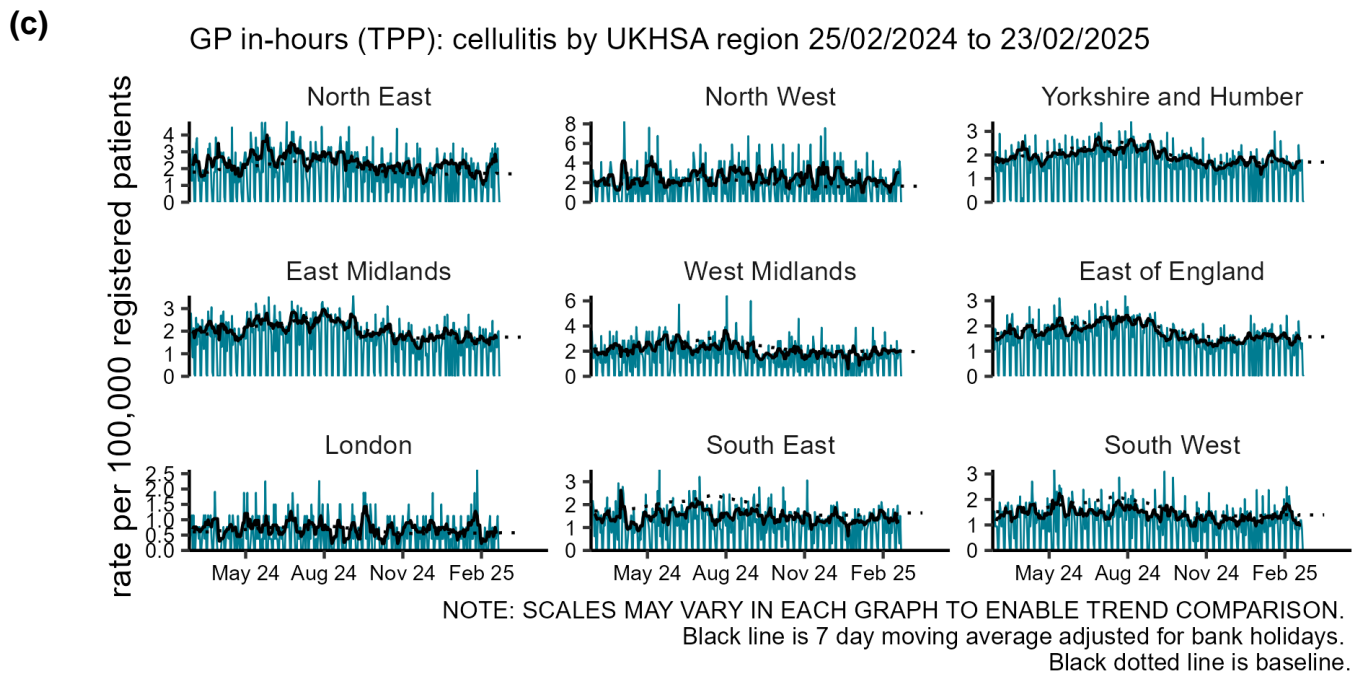 (c)
GP in-hours (TPP): cellulitis by UKHSA region 25/02/2024 to 23/02/2025
rate per 100,000 registered patients
North East
4
3
2
1
0
North West
8
6
4
2
0
Yorkshire and Humber
3
2
1
0
East Midlands
3
2
1
0
West Midlands
6
4
2
0
East of England
3
2
1
0
London
2.5
2.0
1.5
1.0
0.5
0.0
May 24 Aug 24 Nov 24 Feb 25
South East
3
2
1
0
May 24 Aug 24 Nov 24 Feb 25
South West
3
2
1
0
May 24 Aug 24 Nov 24 Feb 25
NOTE: SCALES MAY VARY IN EACH GRAPH TO ENABLE TREND COMPARISON.
Black line is 7 day moving average adjusted for bank holidays.
Black dotted line is baseline.